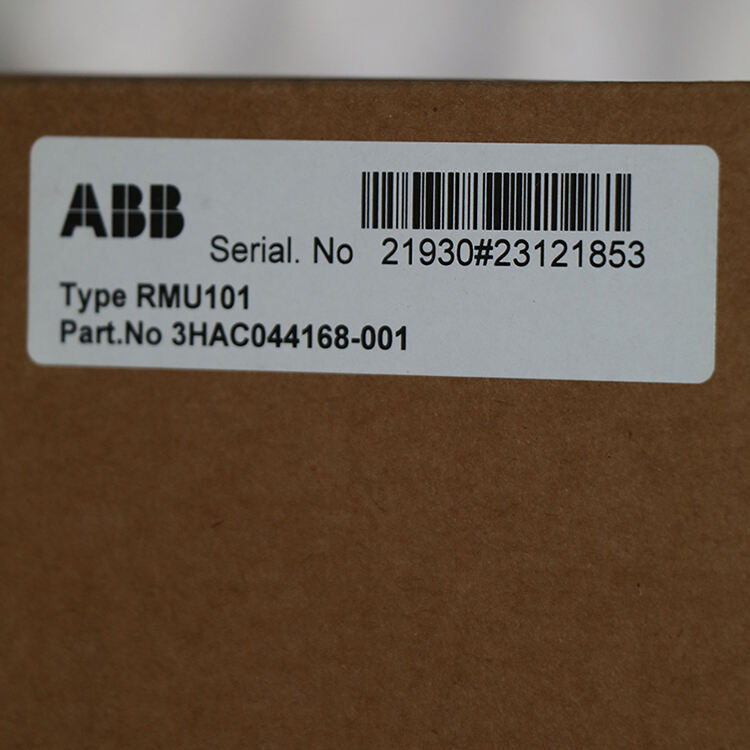 ABB
Serial. No 21930#23121853
Type RMU101
Part.No 3HAC044168-001